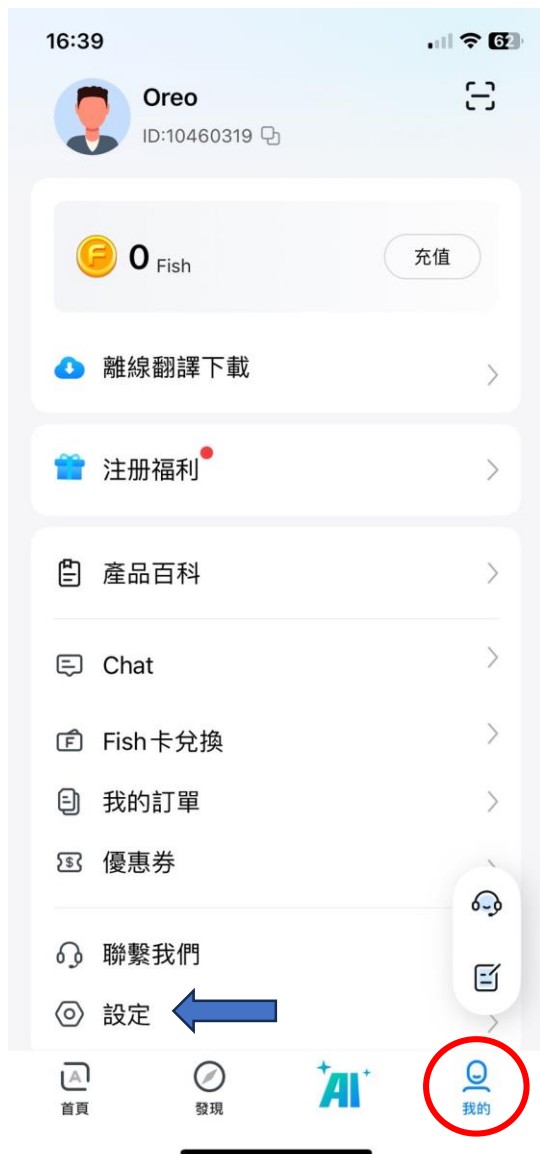 16:39
62
Oreo
ID:10460319
F 0 Fish
充值
離線翻譯下載
注册福利
產品百科
Chat
F Fish卡兌換
我的訂單
$ 優惠券
聯繫我們
設定
A AI
首頁 發現 我的